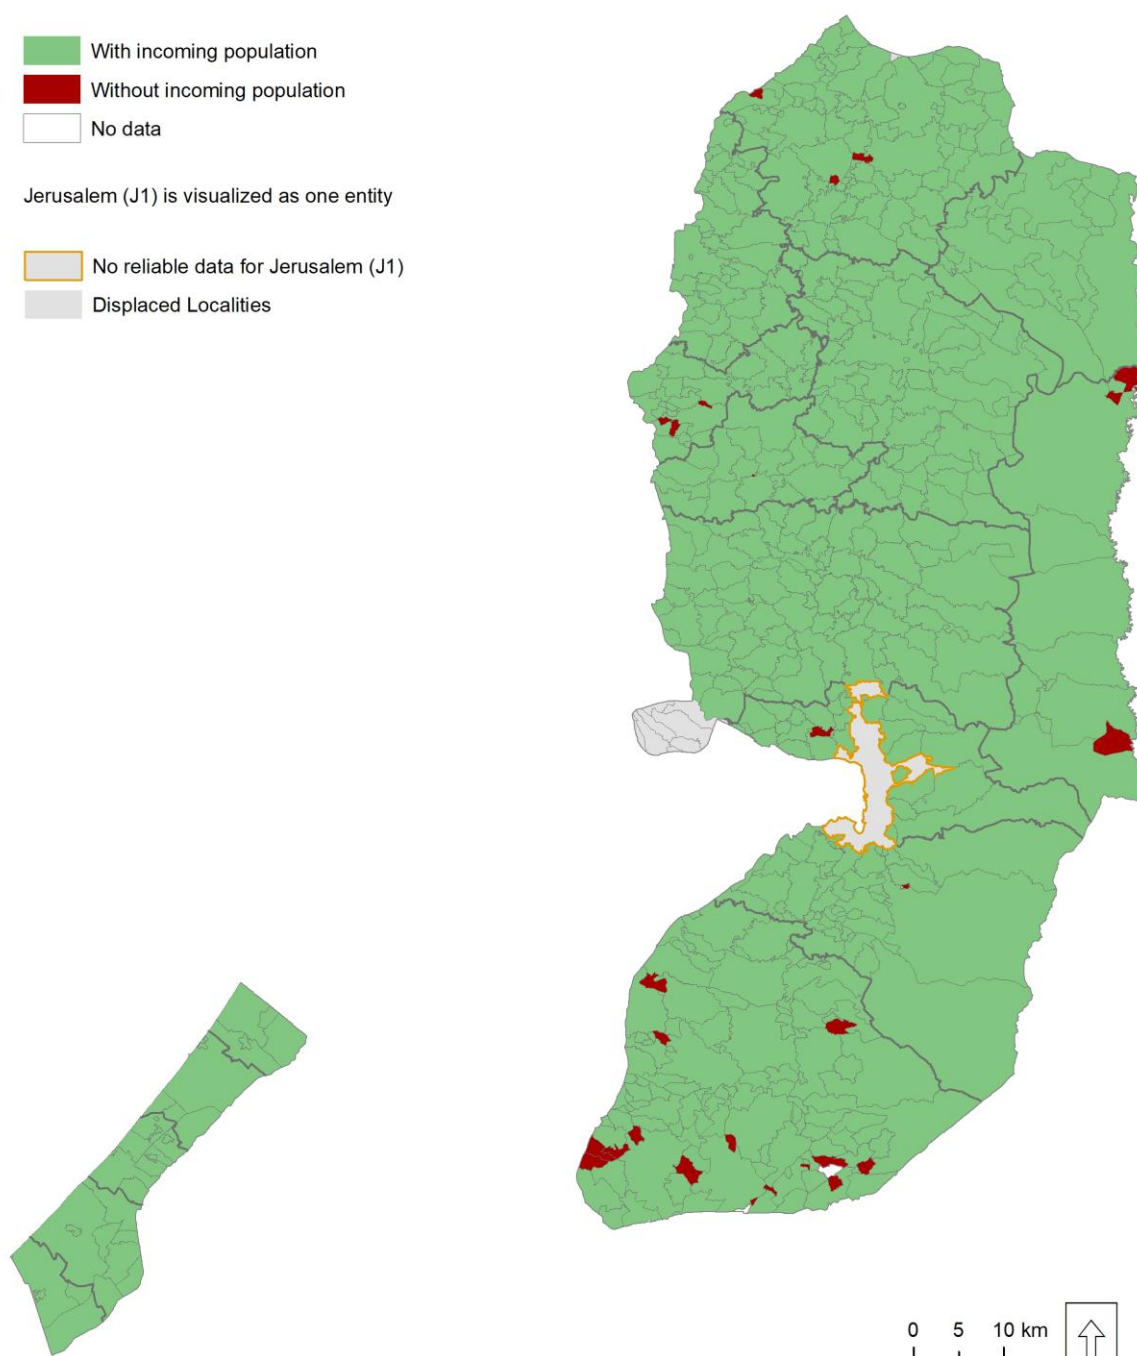 With incoming population
Without incoming population
No data
Jerusalem (J1) is visualized as one entity
No reliable data for Jerusalem (J1)
Displaced Localities
0 5 10 km